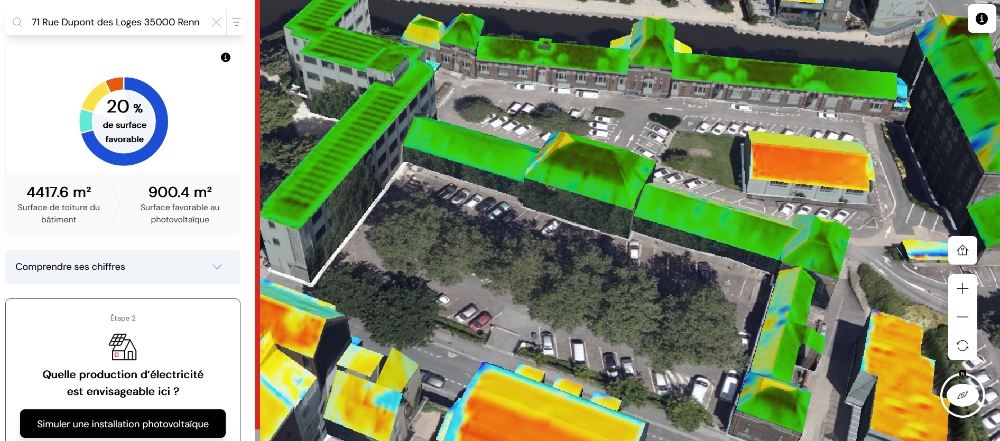 71 Rue Dupont des Loges 35000 Renn
20 %
de surface
favorable
4417.6 m²
Surface de toiture du
bâtiment
900.4 m²
Surface favorable au
photovoltaïque
Comprendre ses chiffres
Étape 2
Quelle production d'électricité
est envisageable ici ?
Simuler une installation photovoltaïque
N